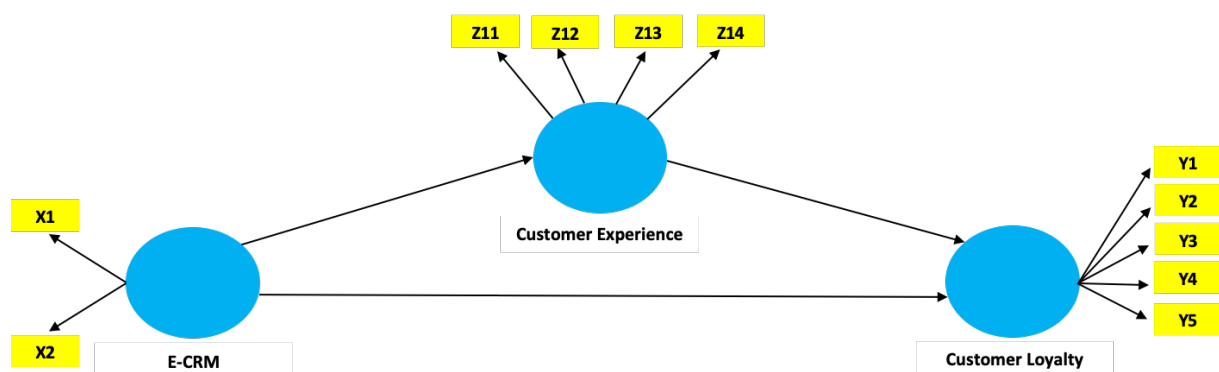 Z11
Z12
Z13
Z14
Customer Experience
X1
X2
E-CRM
Y1
Y2
Y3
Y4
Y5
Customer Loyalty